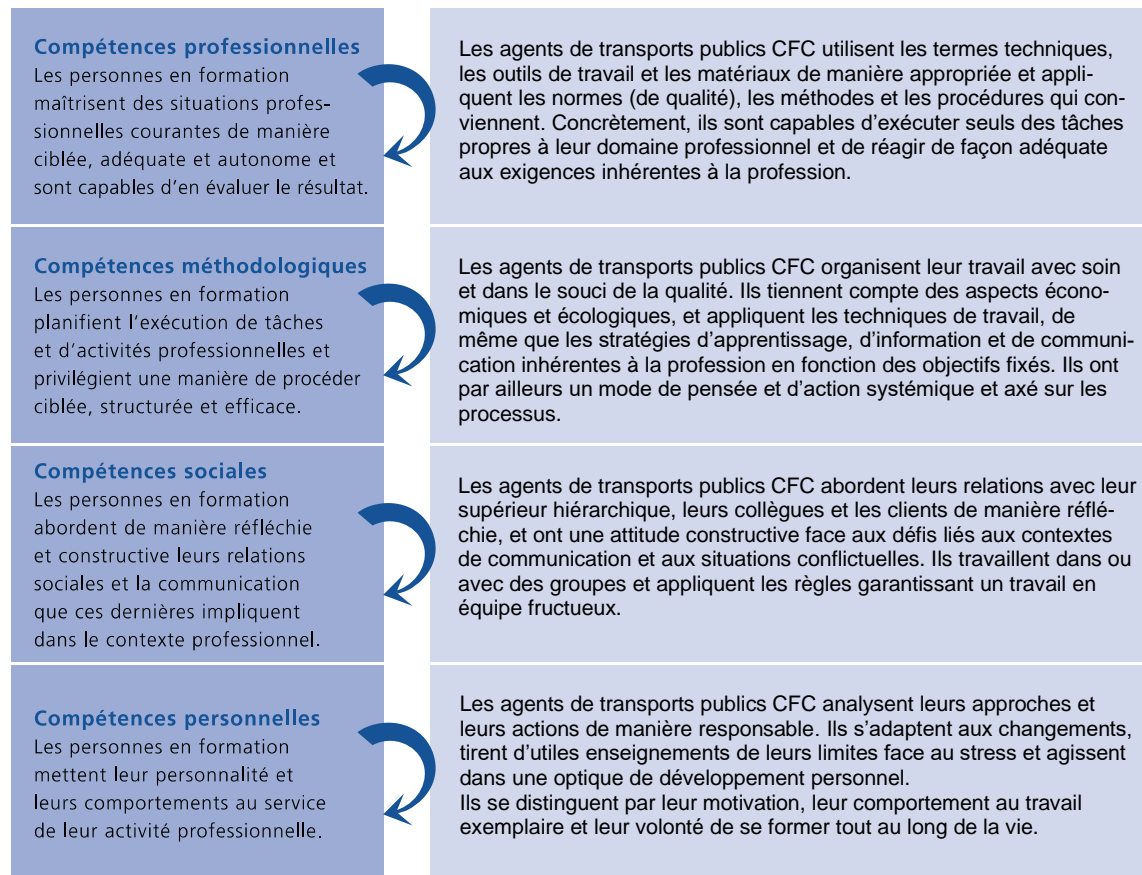 Compétences professionnelles
Les personnes en formation
maîtrisent des situations profes-
sionnelles courantes de manière
ciblée, adéquate et autonome et
sont capables d'en évaluer le résultat.
Les agents de transports publics CFC utilisent les termes techniques,
les outils de travail et les matériaux de manière appropriée et appli-
quent les normes (de qualité), les méthodes et les procédures qui con-
viennent. Concrètement, ils sont capables d'exécuter seuls des tâches
propres à leur domaine professionnel et de réagir de façon adéquate
aux exigences inhérentes à la profession.
Compétences méthodologiques
Les personnes en formation
planifient l'exécution de tâches
et d'activités professionnelles et
privilégient une manière de procéder
ciblée, structurée et efficace.
Les agents de transports publics CFC organisent leur travail avec soin
et dans le souci de la qualité. Ils tiennent compte des aspects écono-
miques et écologiques, et appliquent les techniques de travail, de
même que les stratégies d'apprentissage, d'information et de communi-
cation inhérentes à la profession en fonction des objectifs fixés. Ils ont
par ailleurs un mode de pensée et d'action systémique et axé sur les
processus.
Compétences sociales
Les personnes en formation
abordent de manière réfléchie
et constructive leurs relations
sociales et la communication
que ces dernières impliquent
dans le contexte professionnel.
Les agents de transports publics CFC abordent leurs relations avec leur
supérieur hiérarchique, leurs collègues et les clients de manière réflé-
chie, et ont une attitude constructive face aux défis liés aux contextes
de communication et aux situations conflictuelles. Ils travaillent dans ou
avec des groupes et appliquent les règles garantissant un travail en
équipe fructueux.
Compétences personnelles
Les personnes en formation
mettent leur personnalité et
leurs comportements au service
de leur activité professionnelle.
Les agents de transports publics CFC analysent leurs approches et
leurs actions de manière responsable. Ils s'adaptent aux changements,
tirent d'utiles enseignements de leurs limites face au stress et agissent
dans une optique de développement personnel.
Ils se distinguent par leur motivation, leur comportement au travail
exemplaire et leur volonté de se former tout au long de la vie.